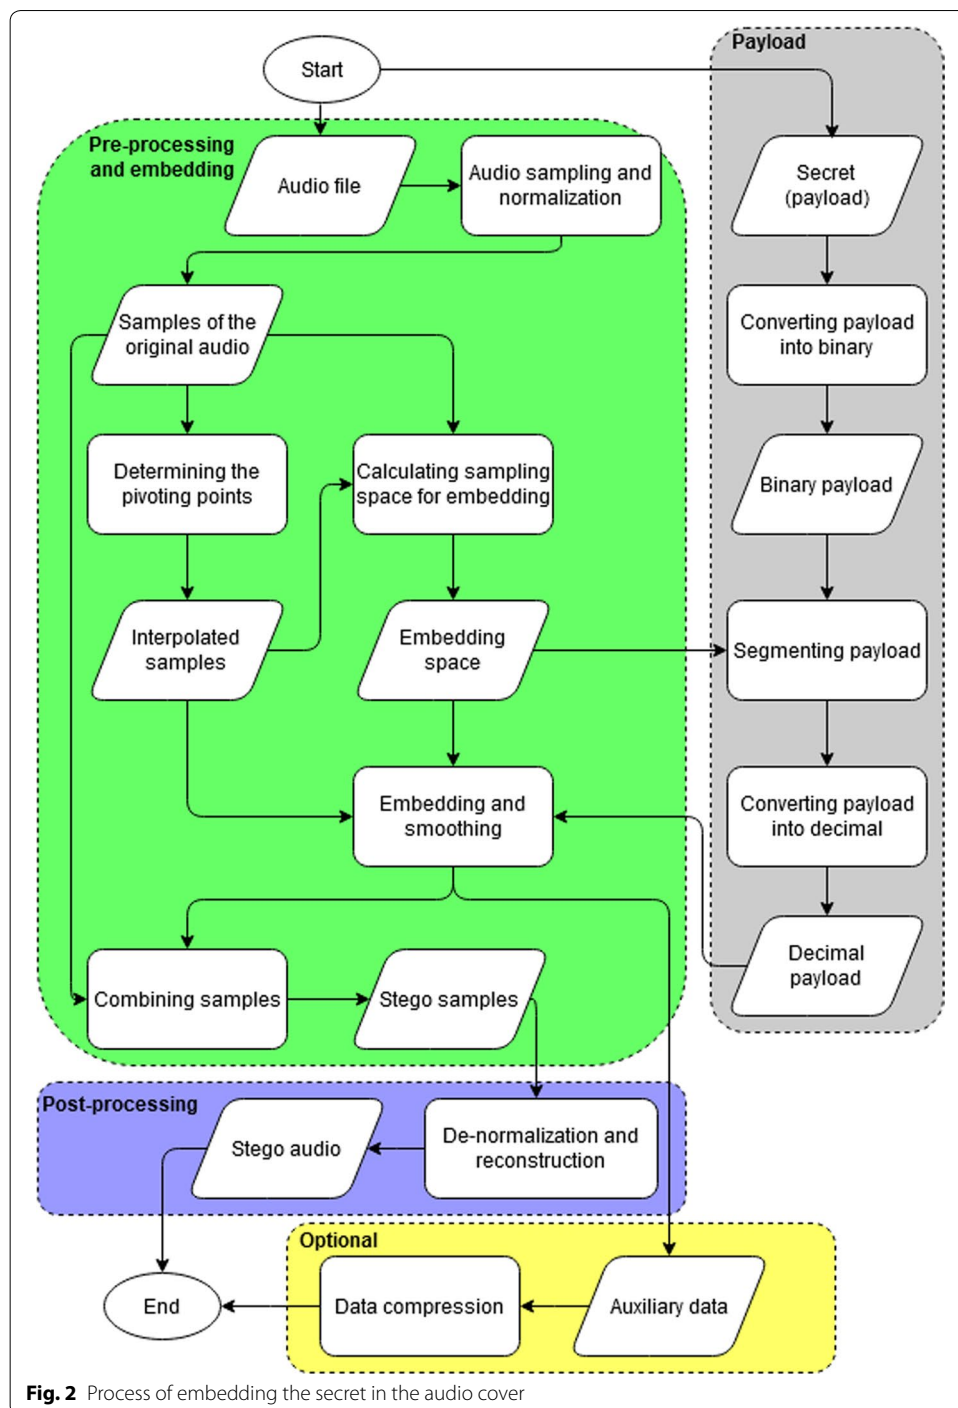 Payload
Start
Pre-processing
and embedding
Audio file
Audio sampling and
normalization
Secret
(payload)
Samples of the
original audio
Converting payload
into binary
Determining the
pivoting points
Calculating sampling
space for embedding
Binary payload
Interpolated
samples
Embedding
space
Segmenting payload
Embedding and
smoothing
Converting payload
into decimal
Combining samples
Stego samples
Decimal
payload
Post-processing
Stego audio
De-normalization and
reconstruction
Optional
End
Data compression
Auxiliary data
Fig. 2 Process of embedding the secret in the audio cover